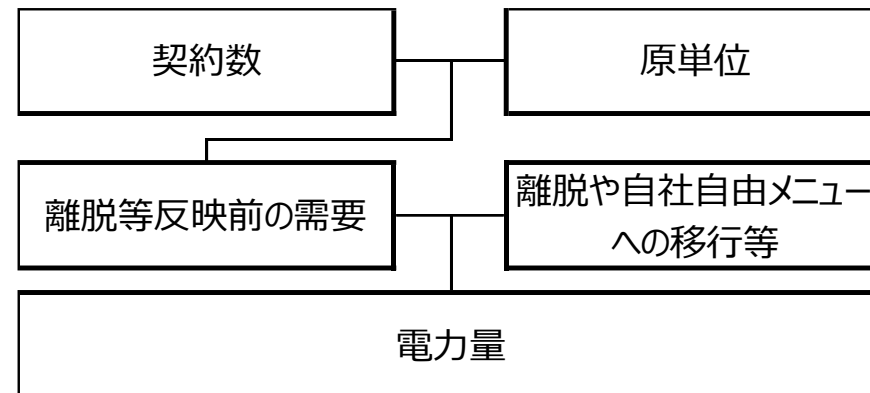 契約数
原単位
離脱等反映前の需要
離脱や自社自由メニュー
への移行等
電力量